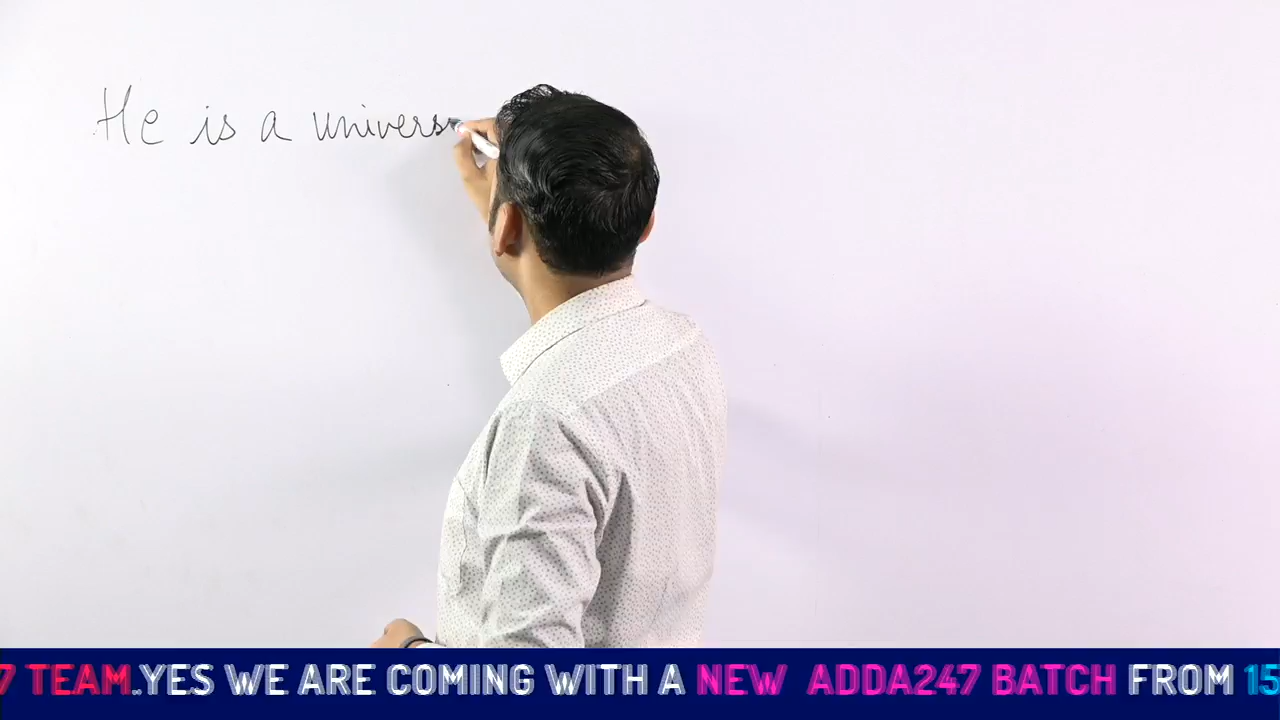 He is a univers
7 TEAM..YES WE ARE COMING WITH A NEW ADDA247 BATCH FROM 15